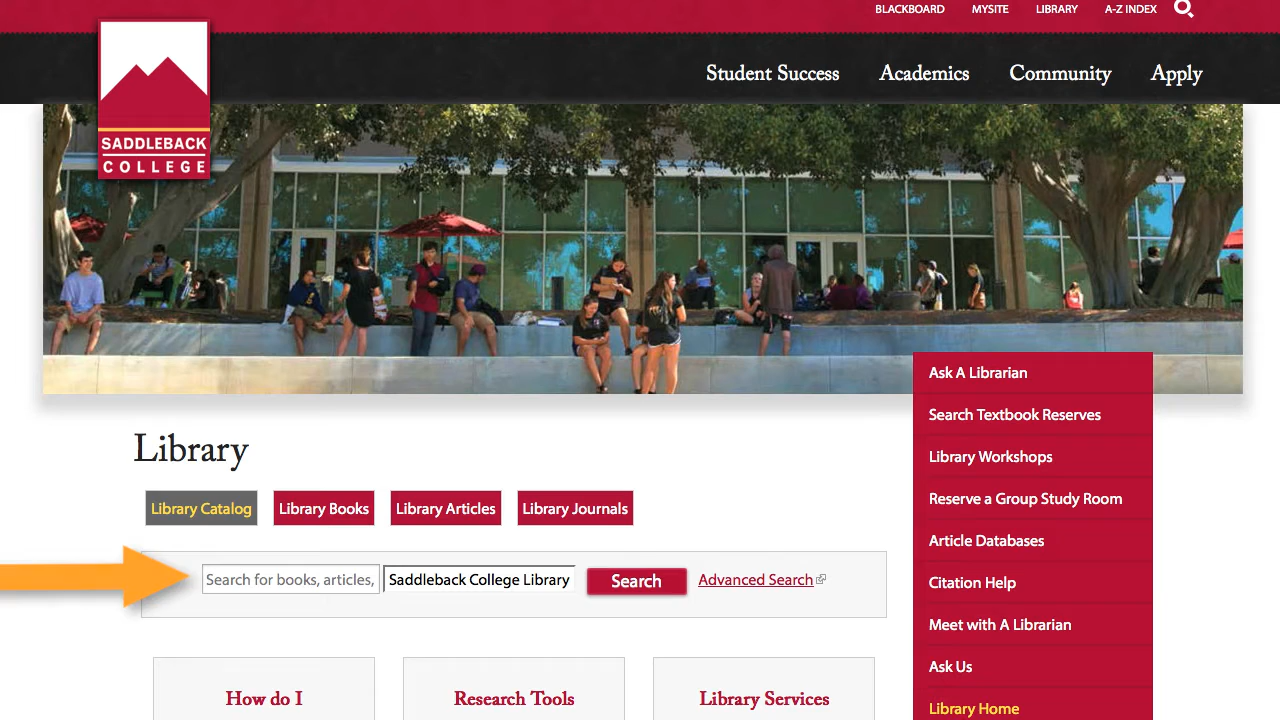 BLACKBOARD MYSITE LIBRARY A-Z INDEX
SADDLEBACK
COLLEGE
Student Success Academics Community Apply
Ask A Librarian
Search Textbook Reserves
Library Workshops
Reserve a Group Study Room
Article Databases
Citation Help
Meet with A Librarian
Ask Us
Library Home
Library
Library Catalog Library Books Library Articles Library Journals
Search for books, articles, Saddleback College Library Search Advanced Search
How do I Research Tools Library Services